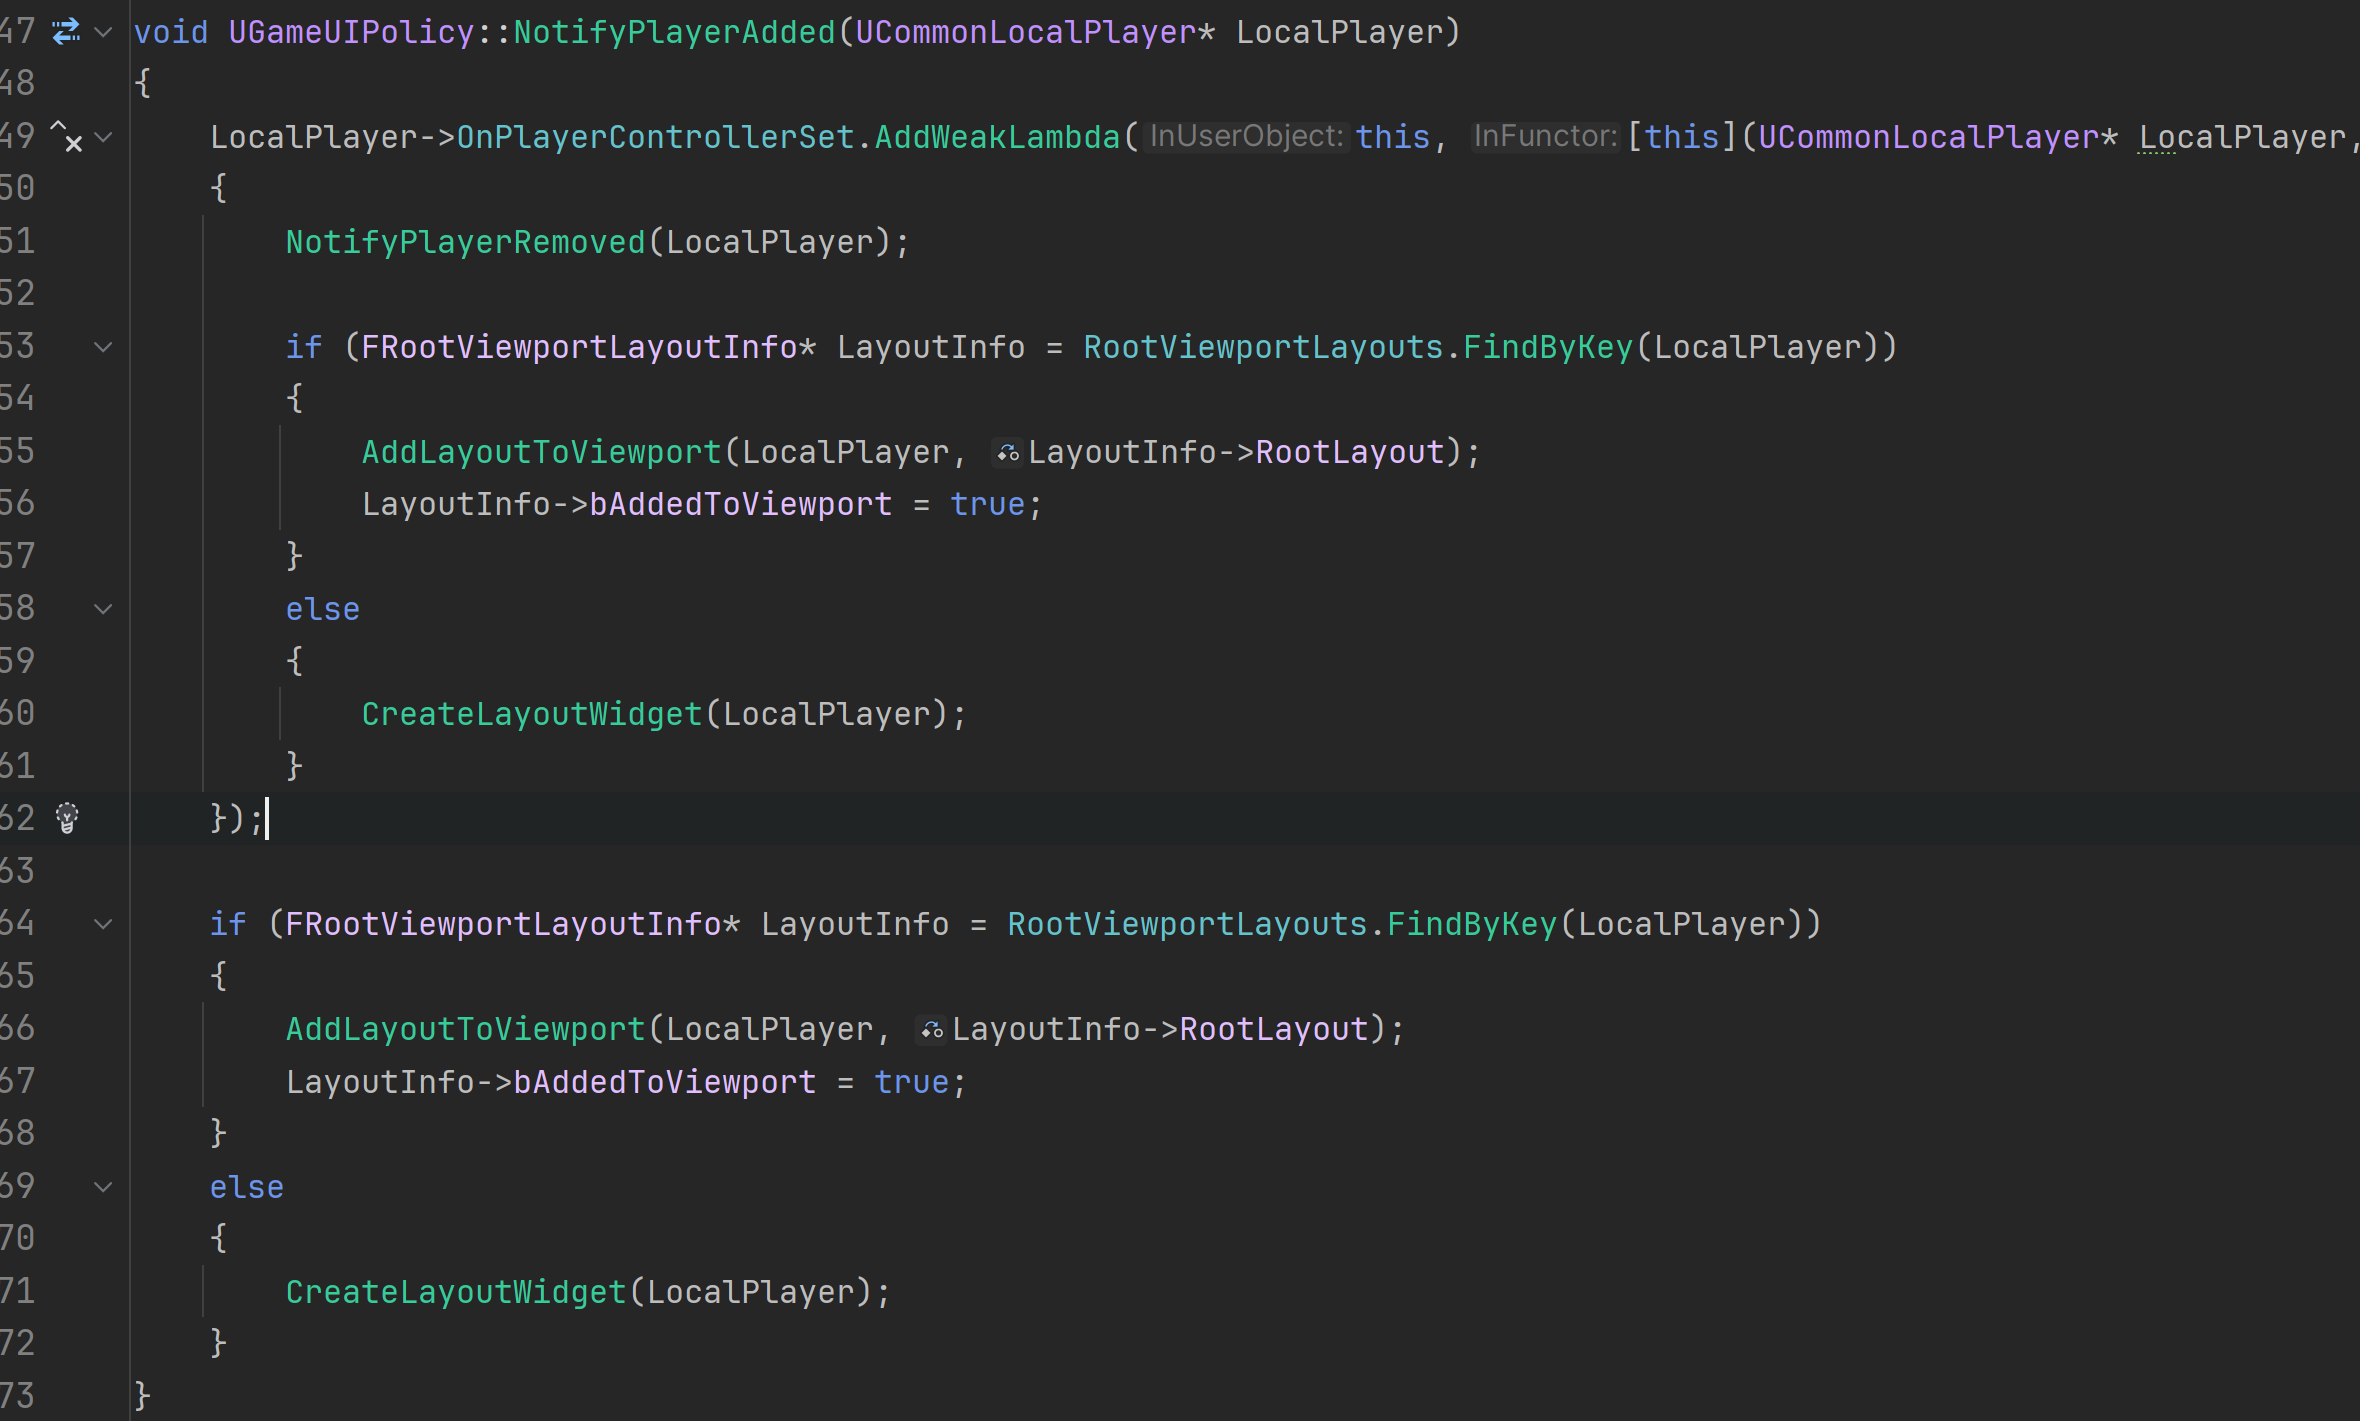 47 void UGameUIPolicy::NotifyPlayerAdded(UCommonLocalPlayer* LocalPlayer)
48 {
49     LocalPlayer->OnPlayerControllerSet.AddWeakLambda(InUserObject: this, InFunctor: [this](UCommonLocalPlayer* LocalPlayer,
50     {
51         NotifyPlayerRemoved(LocalPlayer);
52
53         if (FRootViewportLayoutInfo* LayoutInfo = RootViewportLayouts.FindByKey(LocalPlayer))
54         {
55             AddLayoutToViewport(LocalPlayer, LayoutInfo->RootLayout);
56             LayoutInfo->bAddedToViewport = true;
57         }
58         else
59         {
60             CreateLayoutWidget(LocalPlayer);
61         }
62     });
63
64     if (FRootViewportLayoutInfo* LayoutInfo = RootViewportLayouts.FindByKey(LocalPlayer))
65     {
66         AddLayoutToViewport(LocalPlayer, LayoutInfo->RootLayout);
67         LayoutInfo->bAddedToViewport = true;
68     }
69     else
70     {
71         CreateLayoutWidget(LocalPlayer);
72     }
73 }